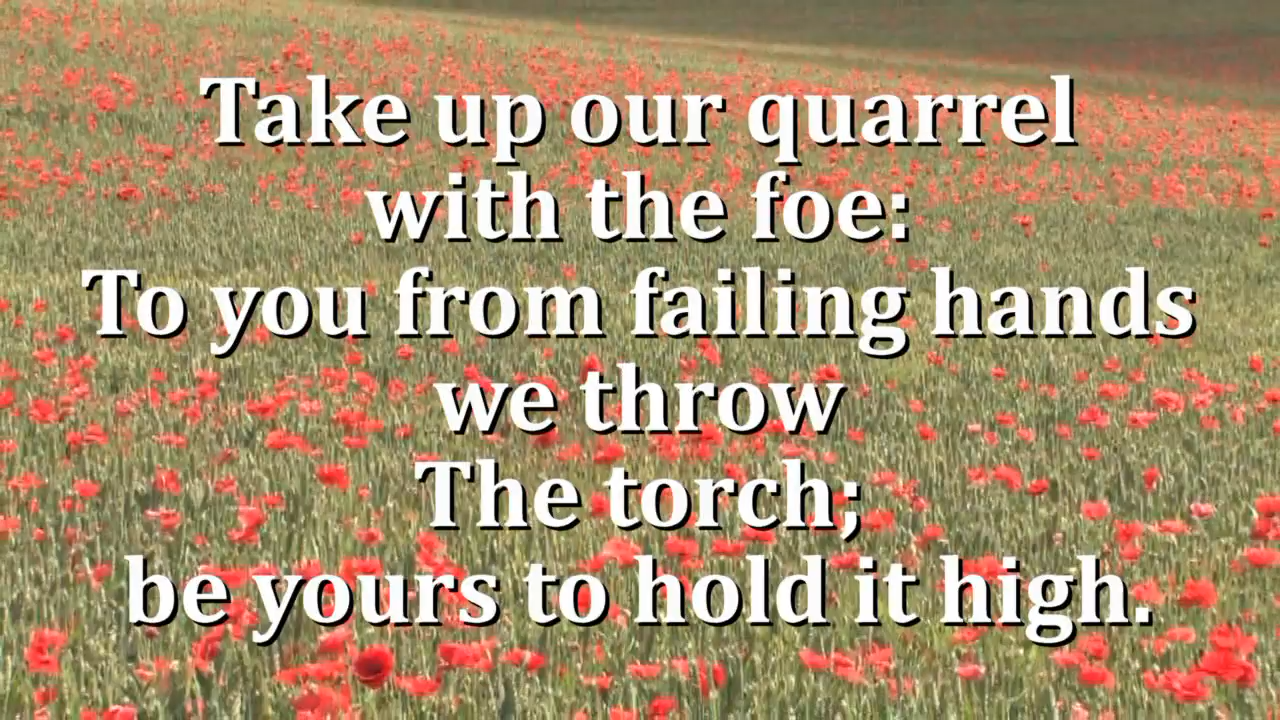 Take up our quarrel
with the foe:
To you from failing hands
we throw
The torch;
be yours to hold it high.